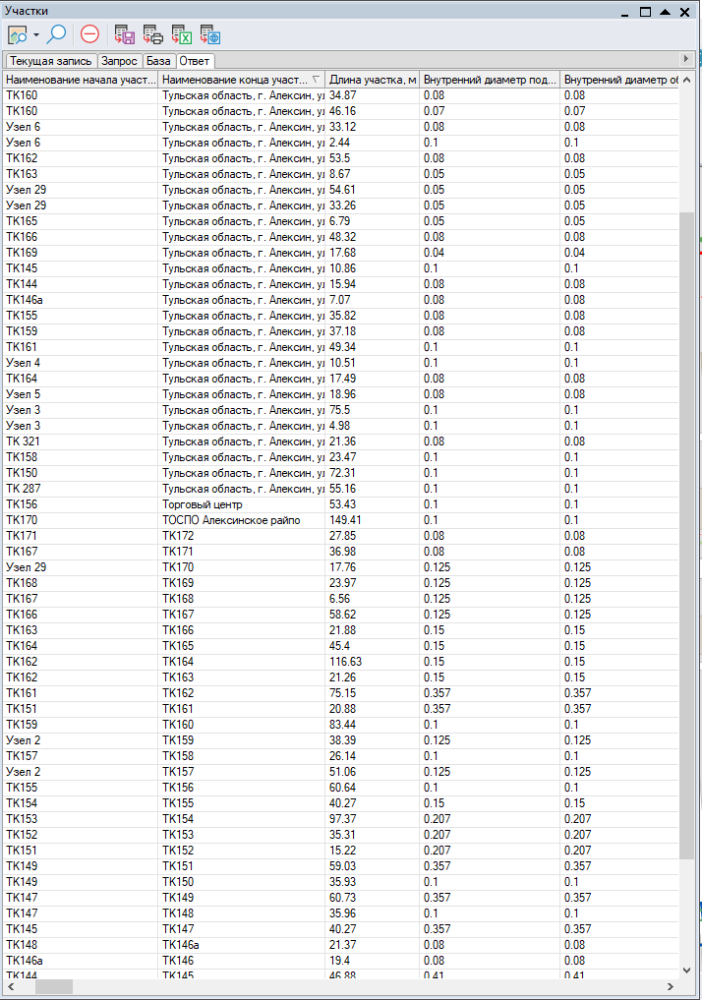 Участки
Текущая запись Запрос База Ответ
Наименование начала участ... Наименование конца участ... Длина участка, м Внутренний диаметр под... Внутренний диаметр об
ТК160 Тульская область, г. Алексин, ул 34.87 0.08 0.08
ТК160 Тульская область, г. Алексин, ул 46.16 0.07 0.07
Узел 6 Тульская область, г. Алексин, ул 33.12 0.08 0.08
Узел 6 Тульская область, г. Алексин, ул 2.44 0.1 0.1
ТК162 Тульская область, г. Алексин, ул 53.5 0.08 0.08
ТК163 Тульская область, г. Алексин, ул 8.67 0.05 0.05
Узел 29 Тульская область, г. Алексин, ул 54.61 0.05 0.05
Узел 29 Тульская область, г. Алексин, ул 33.26 0.05 0.05
ТК165 Тульская область, г. Алексин, ул 6.79 0.05 0.05
ТК166 Тульская область, г. Алексин, ул 48.32 0.08 0.08
ТК169 Тульская область, г. Алексин, ул 17.68 0.04 0.04
ТК145 Тульская область, г. Алексин, ул 10.86 0.1 0.1
ТК144 Тульская область, г. Алексин, ул 15.94 0.08 0.08
ТК146а Тульская область, г. Алексин, ул 7.07 0.08 0.08
ТК155 Тульская область, г. Алексин, ул 35.82 0.08 0.08
ТК159 Тульская область, г. Алексин, ул 37.18 0.08 0.08
ТК161 Тульская область, г. Алексин, ул 49.34 0.1 0.1
Узел 4 Тульская область, г. Алексин, ул 10.51 0.1 0.1
ТК164 Тульская область, г. Алексин, ул 17.49 0.08 0.08
Узел 5 Тульская область, г. Алексин, ул 18.96 0.08 0.08
Узел 3 Тульская область, г. Алексин, ул 75.5 0.1 0.1
Узел 3 Тульская область, г. Алексин, ул 4.98 0.1 0.1
ТК 321 Тульская область, г. Алексин, ул 21.36 0.08 0.08
ТК158 Тульская область, г. Алексин, ул 23.47 0.1 0.1
ТК150 Тульская область, г. Алексин, ул 72.31 0.1 0.1
ТК 287 Тульская область, г. Алексин, ул 55.16 0.1 0.1
ТК156 Торговый центр 53.43 0.1 0.1
ТК170 ТОСПО Алексинское райпо 149.41 0.1 0.1
ТК171 ТК172 27.85 0.08 0.08
ТК167 ТК171 36.98 0.08 0.08
Узел 29 ТК170 17.76 0.125 0.125
ТК168 ТК169 23.97 0.125 0.125
ТК167 ТК168 6.56 0.125 0.125
ТК166 ТК167 58.62 0.125 0.125
ТК163 ТК166 21.88 0.15 0.15
ТК164 ТК165 45.4 0.15 0.15
ТК162 ТК164 116.63 0.15 0.15
ТК162 ТК163 21.26 0.15 0.15
ТК161 ТК162 75.15 0.357 0.357
ТК151 ТК161 20.88 0.357 0.357
ТК159 ТК160 83.44 0.1 0.1
Узел 2 ТК159 38.39 0.125 0.125
ТК157 ТК158 26.14 0.1 0.1
Узел 2 ТК157 51.06 0.125 0.125
ТК155 ТК156 60.64 0.1 0.1
ТК154 ТК155 40.27 0.15 0.15
ТК153 ТК154 97.37 0.207 0.207
ТК152 ТК153 35.31 0.207 0.207
ТК151 ТК152 15.22 0.207 0.207
ТК149 ТК151 59.03 0.357 0.357
ТК149 ТК150 35.93 0.1 0.1
ТК147 ТК149 60.73 0.357 0.357
ТК147 ТК148 35.96 0.1 0.1
ТК145 ТК147 40.27 0.357 0.357
ТК148 ТК146а 21.37 0.08 0.08
ТК146а ТК146 19.4 0.08 0.08
ТК144 ТК145 46.88 0.41 0.41